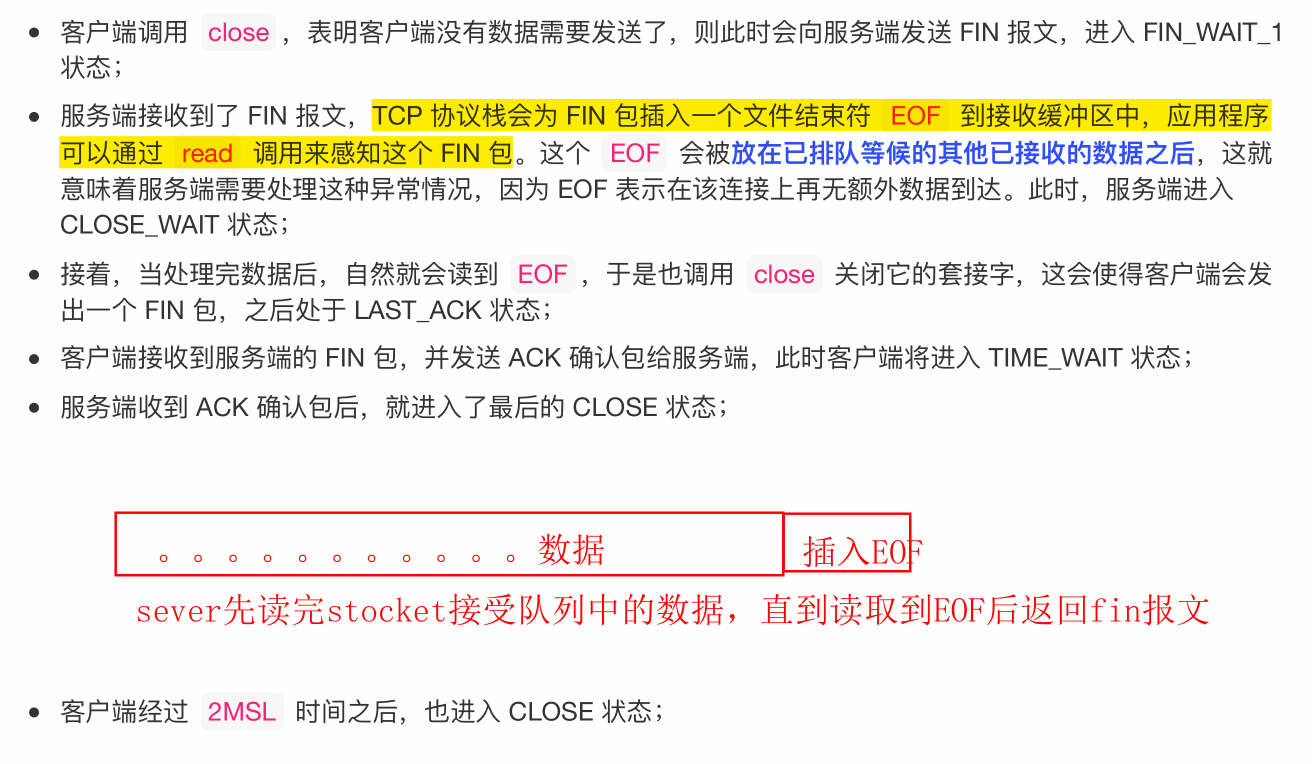 客户端调用 close ，表明客户端没有数据需要发送了，则此时会向服务端发送 FIN 报文，进入 FIN_WAIT_1
状态；
服务端接收到了 FIN 报文，TCP 协议栈会为 FIN 包插入一个文件结束符 EOF 到接收缓冲区中，应用程序
可以通过 read 调用来感知这个 FIN 包。这个 EOF 会被放在已排队等候的其他已接收的数据之后，这就
意味着服务端需要处理这种异常情况，因为 EOF 表示在该连接上再无额外数据到达。此时，服务端进入
CLOSE_WAIT 状态；
接着，当处理完数据后，自然就会读到 EOF ，于是也调用 close 关闭它的套接字，这会使得客户端会发
出一个 FIN 包，之后处于 LAST_ACK 状态；
客户端接收到服务端的 FIN 包，并发送 ACK 确认包给服务端，此时客户端将进入 TIME_WAIT 状态；
服务端收到 ACK 确认包后，就进入了最后的 CLOSE 状态；
。。。。。。。。。。。数据 插入EOF
sever先读完stocket接受队列中的数据，直到读取到EOF后返回fin报文
客户端经过 2MSL 时间之后，也进入 CLOSE 状态；